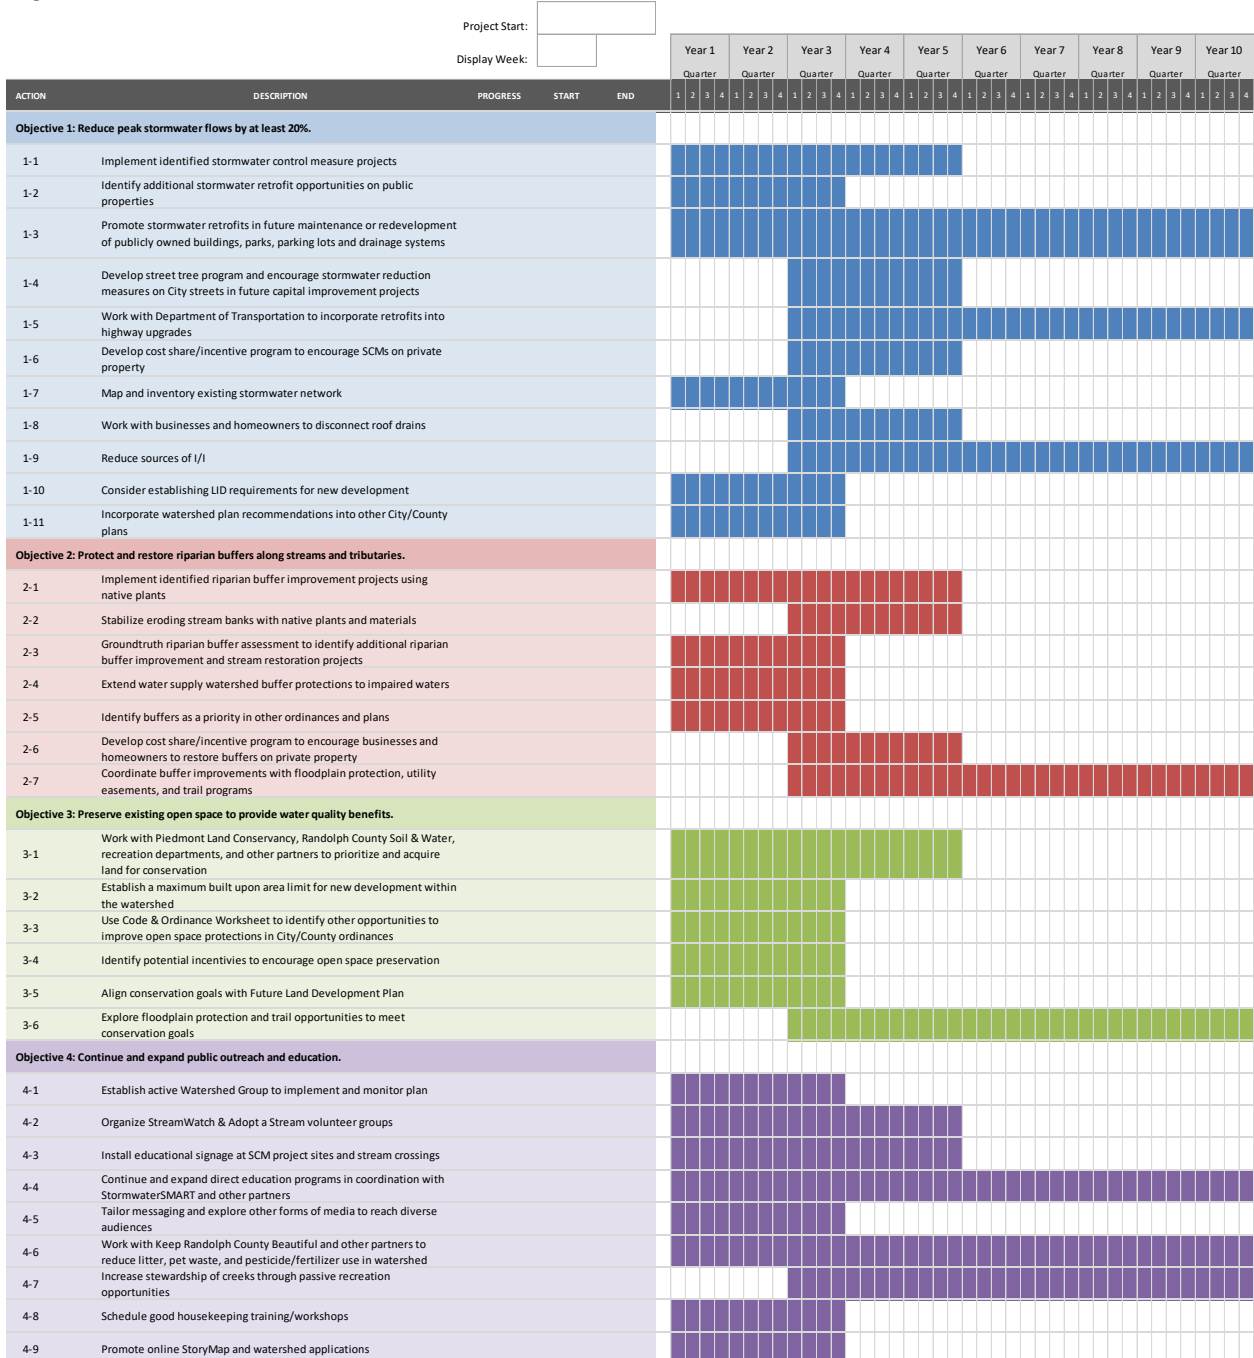 Project Start:
Display Week:
Year 1 Year 2 Year 3 Year 4 Year 5 Year 6 Year 7 Year 8 Year 9 Year 10
Quarter Quarter Quarter Quarter Quarter Quarter Quarter Quarter Quarter Quarter
ACTION DESCRIPTION PROGRESS START END 1 2 3 4 1 2 3 4 1 2 3 4 1 2 3 4 1 2 3 4 1 2 3 4 1 2 3 4 1 2 3 4 1 2 3 4 1 2 3 4
Objective 1: Reduce peak stormwater flows by at least 20%.
1-1 Implement identified stormwater control measure projects
1-2 Identify additional stormwater retrofit opportunities on public
properties
1-3 Promote stormwater retrofits in future maintenance or redevelopment
of publicly owned buildings, parks, parking lots and drainage systems
1-4 Develop street tree program and encourage stormwater reduction
measures on City streets in future capital improvement projects
1-5 Work with Department of Transportation to incorporate retrofits into
highway upgrades
1-6 Develop cost share/incentive program to encourage SCMs on private
property
1-7 Map and inventory existing stormwater network
1-8 Work with businesses and homeowners to disconnect roof drains
1-9 Reduce sources of I/I
1-10 Consider establishing LID requirements for new development
1-11 Incorporate watershed plan recommendations into other City/County
plans
Objective 2: Protect and restore riparian buffers along streams and tributaries.
2-1 Implement identified riparian buffer improvement projects using
native plants
2-2 Stabilize eroding stream banks with native plants and materials
2-3 Groundtruth riparian buffer assessment to identify additional riparian
buffer improvement and stream restoration projects
2-4 Extend water supply watershed buffer protections to impaired waters
2-5 Identify buffers as a priority in other ordinances and plans
2-6 Develop cost share/incentive program to encourage businesses and
homeowners to restore buffers on private property
2-7 Coordinate buffer improvements with floodplain protection, utility
easements, and trail programs
Objective 3: Preserve existing open space to provide water quality benefits.
3-1 Work with Piedmont Land Conservancy, Randolph County Soil & Water,
recreation departments, and other partners to prioritize and acquire
land for conservation
3-2 Establish a maximum built upon area limit for new development within
the watershed
3-3 Use Code & Ordinance Worksheet to identify other opportunities to
improve open space protections in City/County ordinances
3-4 Identify potential incentivies to encourage open space preservation
3-5 Align conservation goals with Future Land Development Plan
3-6 Explore floodplain protection and trail opportunities to meet
conservation goals
Objective 4: Continue and expand public outreach and education.
4-1 Establish active Watershed Group to implement and monitor plan
4-2 Organize StreamWatch & Adopt a Stream volunteer groups
4-3 Install educational signage at SCM project sites and stream crossings
4-4 Continue and expand direct education programs in coordination with
StormwaterSMART and other partners
4-5 Tailor messaging and explore other forms of media to reach diverse
audiences
4-6 Work with Keep Randolph County Beautiful and other partners to
reduce litter, pet waste, and pesticide/fertilizer use in watershed
4-7 Increase stewardship of creeks through passive recreation
opportunities
4-8 Schedule good housekeeping training/workshops
4-9 Promote online StoryMap and watershed applications